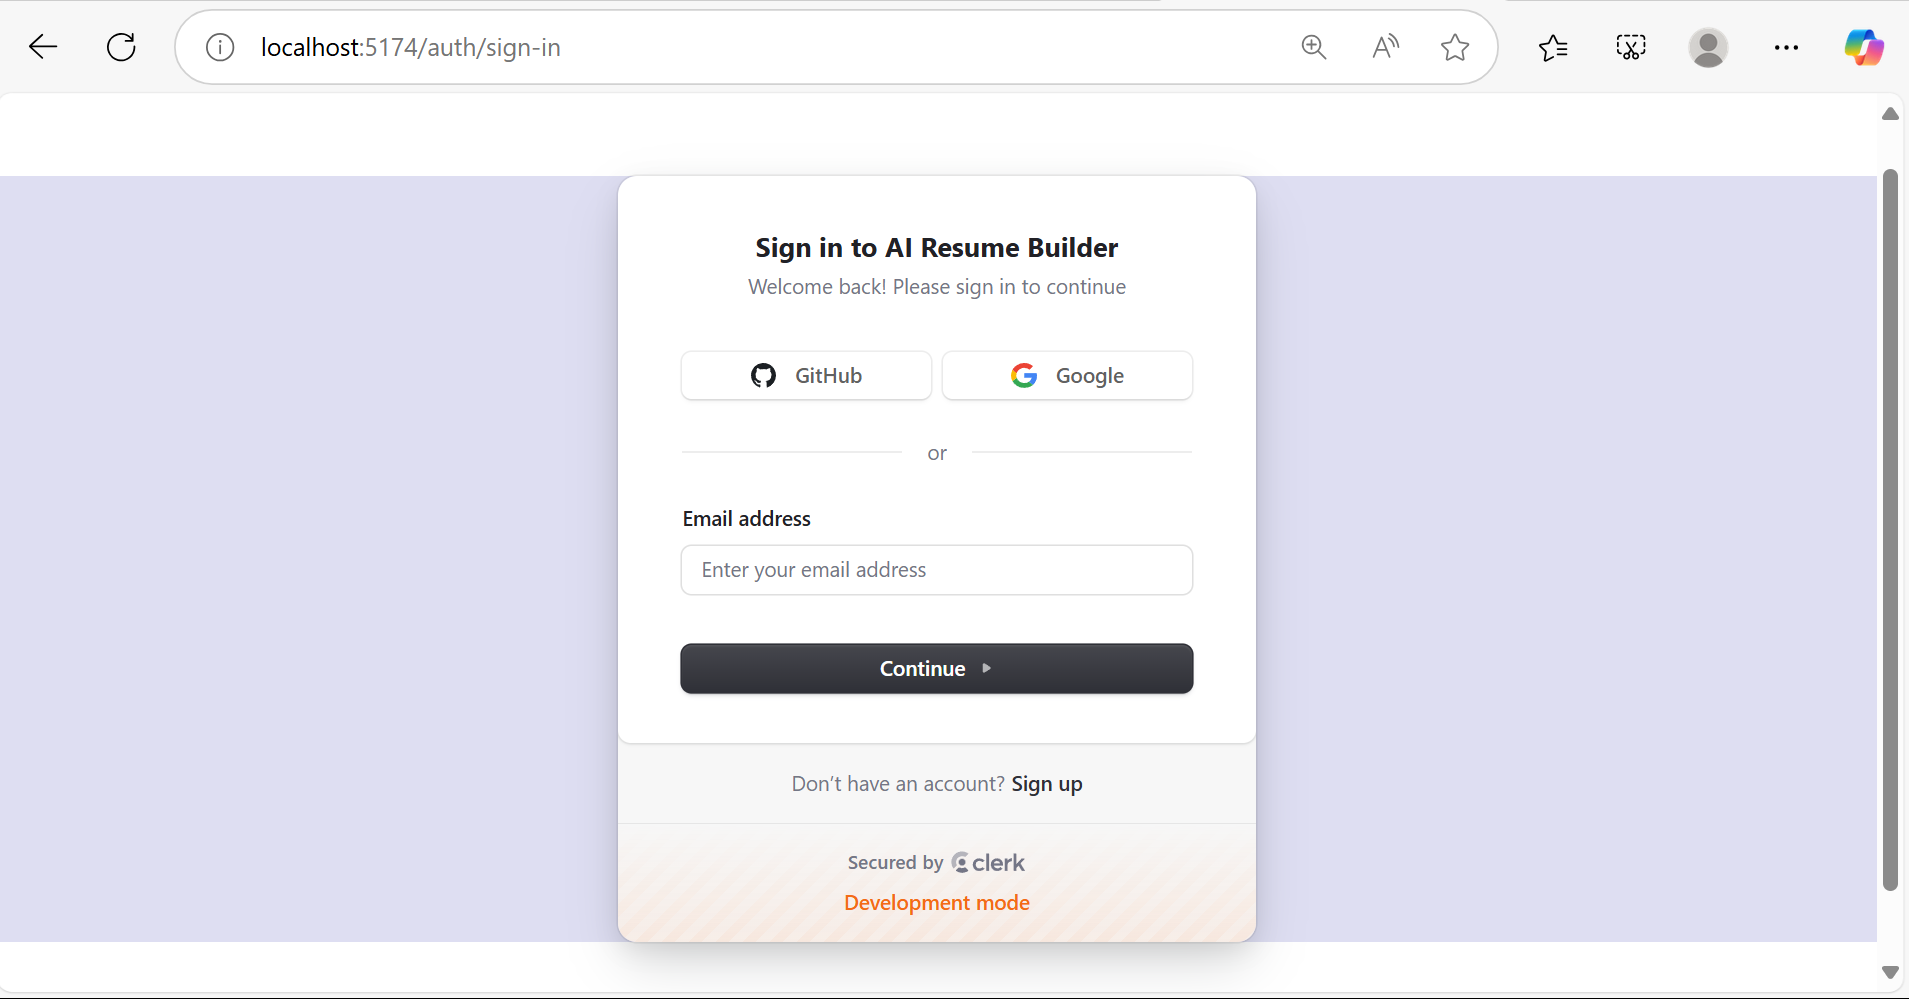 localhost:5174/auth/sign-in
Sign in to AI Resume Builder
Welcome back! Please sign in to continue
GitHub
Google
or
Email address
Enter your email address
Continue
Don’t have an account? Sign up
Secured by clerk
Development mode